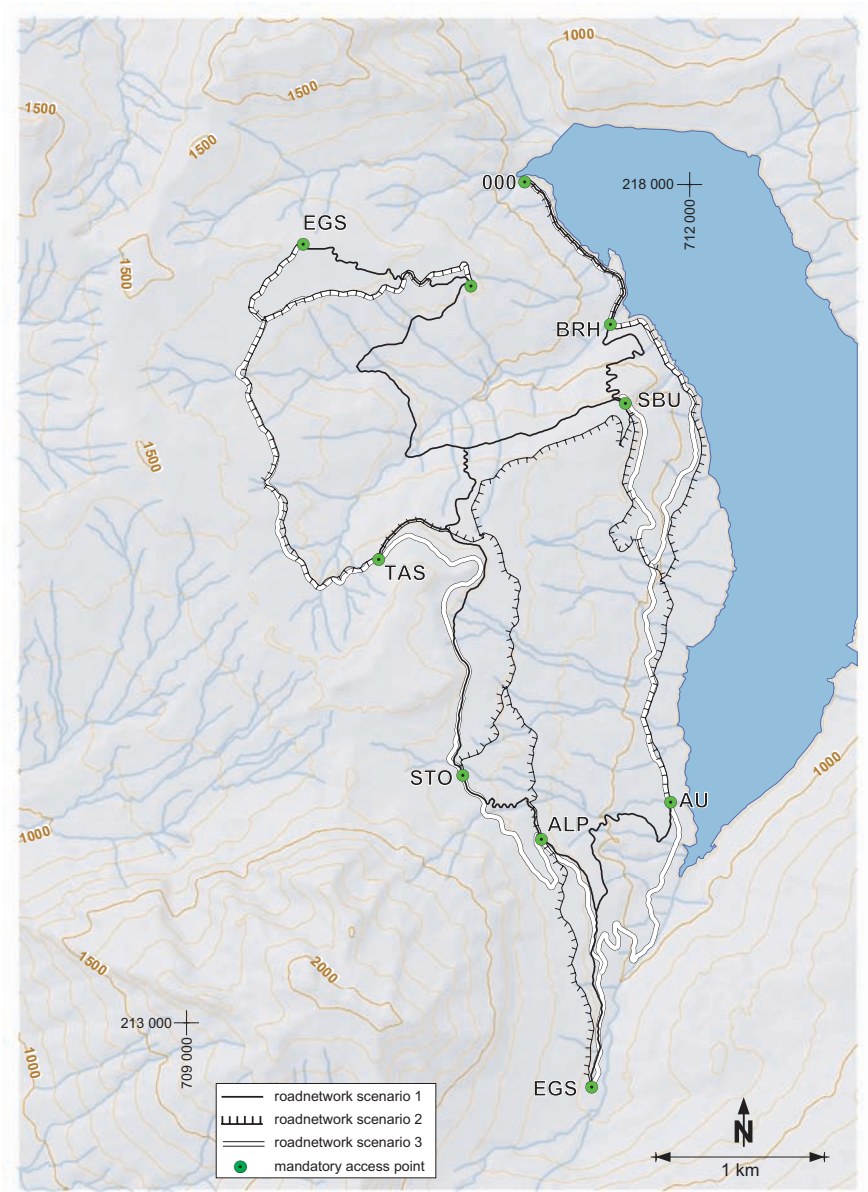 1000
1500
1500
1500
000
218 000
712 000
EGS
1500
BRH
SBU
1500
TAS
1000
STO
AU
ALP
1000
1500
2000
213 000
709 000
1000
EGS
roadnetwork scenario 1
roadnetwork scenario 2
roadnetwork scenario 3
mandatory access point
N
1 km